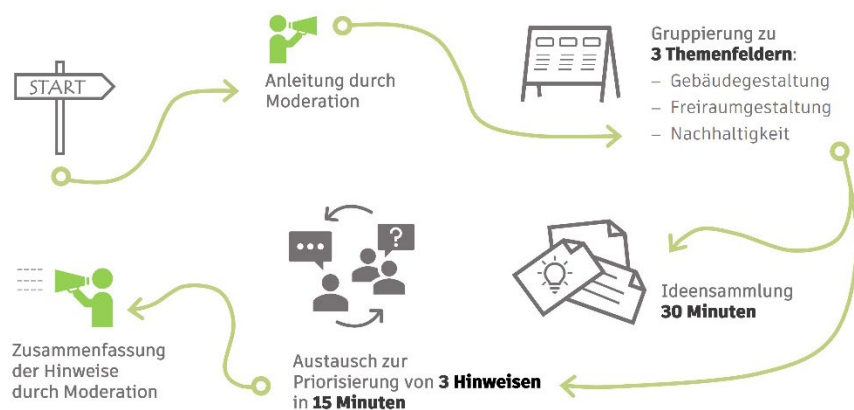 START
Anleitung durch
Moderation
Gruppierung zu
3 Themenfeldern:
– Gebäudegestaltung
– Freiraumgestaltung
– Nachhaltigkeit
Ideensammlung
30 Minuten
Austausch zur
Priorisierung von 3 Hinweisen
in 15 Minuten
?
Zusammenfassung
der Hinweise
durch Moderation